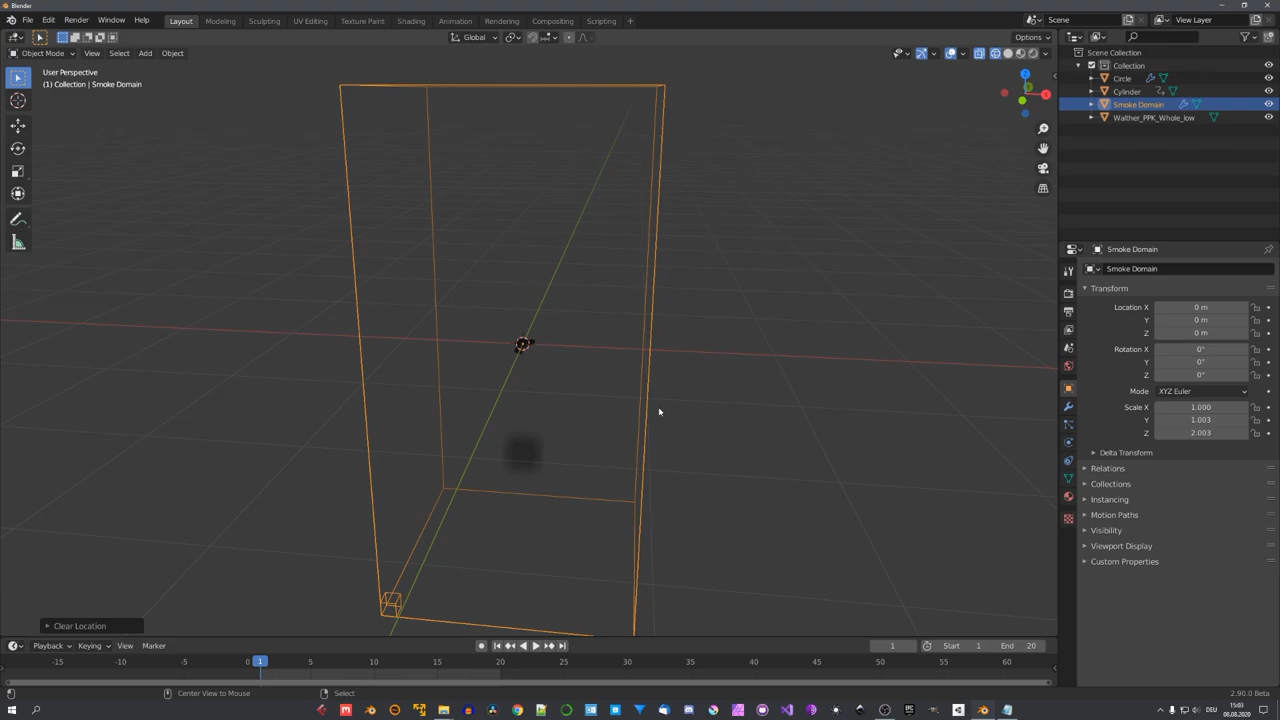 Blender
File Edit Render Window Help Layout Modeling Sculpting UV Editing Texture Paint Shading Animation Rendering Compositing Scripting + Scene View Layer
Global Options
Object Mode View Select Add Object
User Perspective
(1) Collection | Smoke Domain
Scene Collection
Collection
Circle
Cylinder
Smoke Domain
Walther_PPK_Whole_low
X
Z
Smoke Domain
Smoke Domain
Transform
Location X 0 m
Y 0 m
Z 0 m
Rotation X 0°
Y 0°
Z 0°
Mode XYZ Euler
Scale X 1.000
Y 1.003
Z 2.003
Delta Transform
Relations
Collections
Instancing
Motion Paths
Visibility
Viewport Display
Custom Properties
Clear Location
Playback Keying View Marker 1 Start 1 End 20
-15 -10 -5 0 1 5 10 15 20 25 30 35 40 45 50 55 60
Center View to Mouse Select 2.90.0 Beta
DEU 15:03
08.08.2020